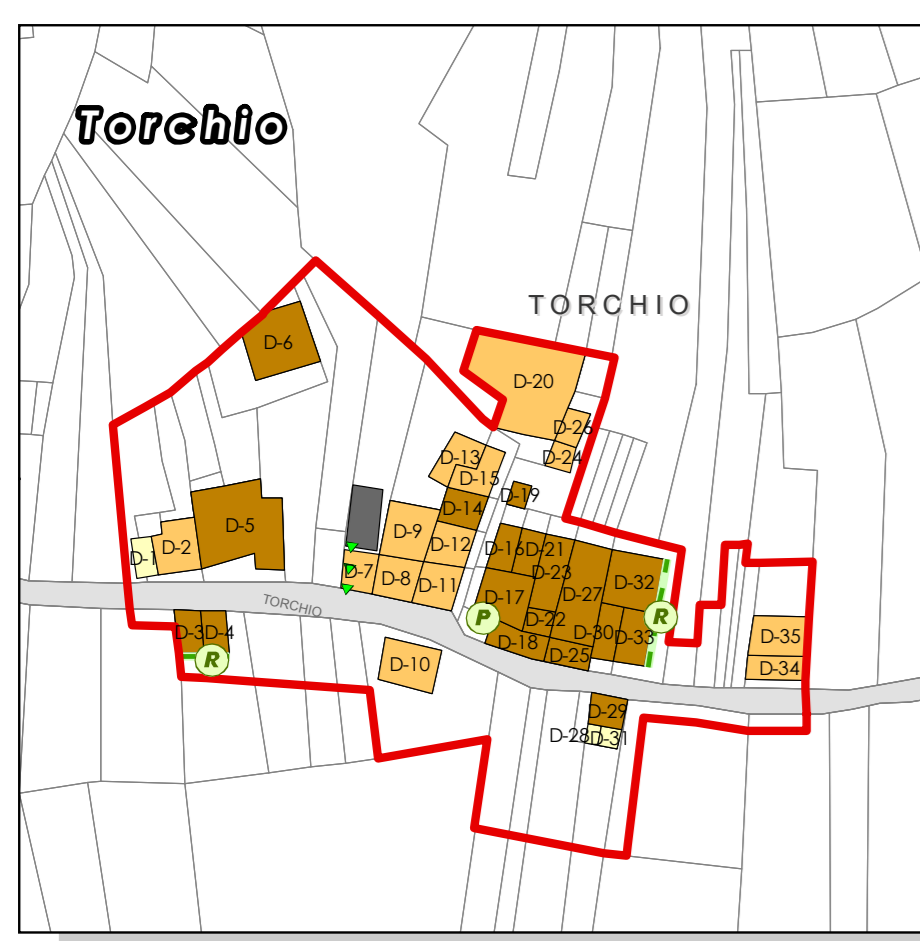 Torchio
TORCHIO
D-6
D-20
D-26
D-24
D-13
D-15
D-19
D-14
D-5
D-9
D-12
D-16
D-21
D-1
D-2
D-7
D-8
D-11
D-23
D-27
D-32
D-17
D-22
P
R
TORCHIO
D-3
D-4
R
D-18
D-30
D-33
D-25
D-35
D-34
D-10
D-29
D-28
D-31